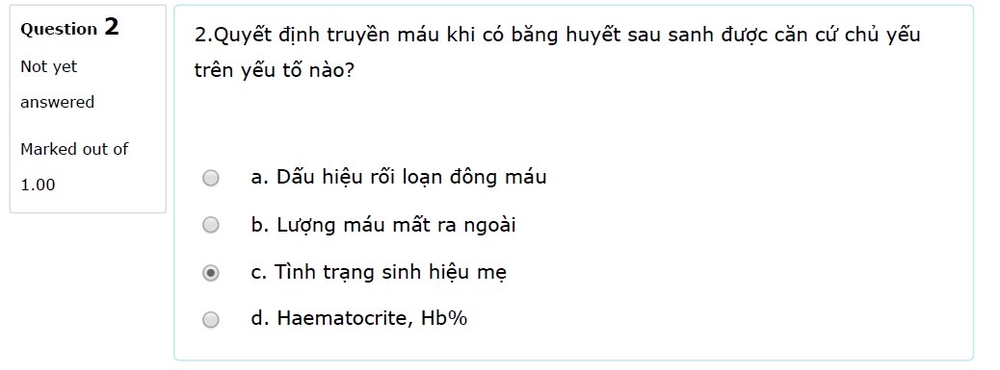 Question 2
Not yet
answered
Marked out of
1.00
2.Quyết định truyền máu khi có băng huyết sau sanh được căn cứ chủ yếu
trên yếu tố nào?
a. Dấu hiệu rối loạn đông máu
b. Lượng máu mất ra ngoài
c. Tình trạng sinh hiệu mẹ
d. Haematocrite, Hb%